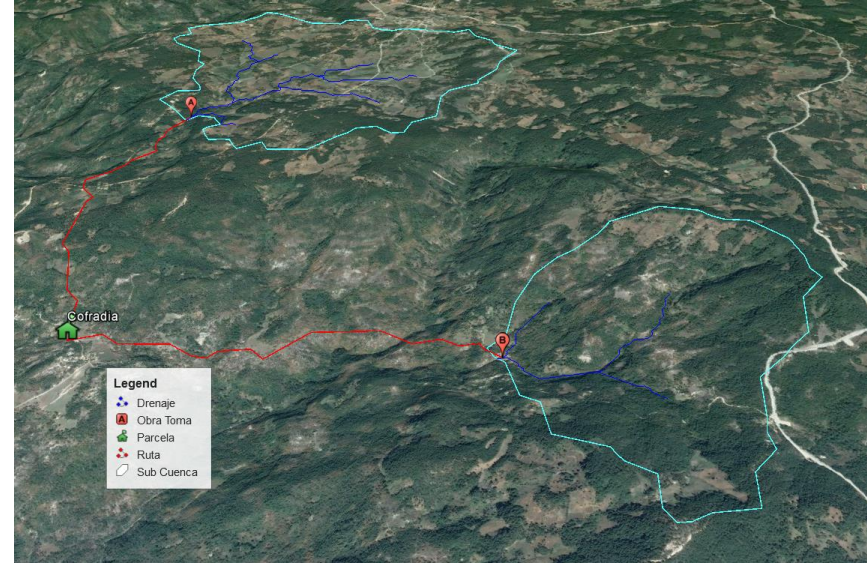 A
Cofradia
B
Legend
Drenaje
A Obra Toma
Parcela
Ruta
Sub Cuenca